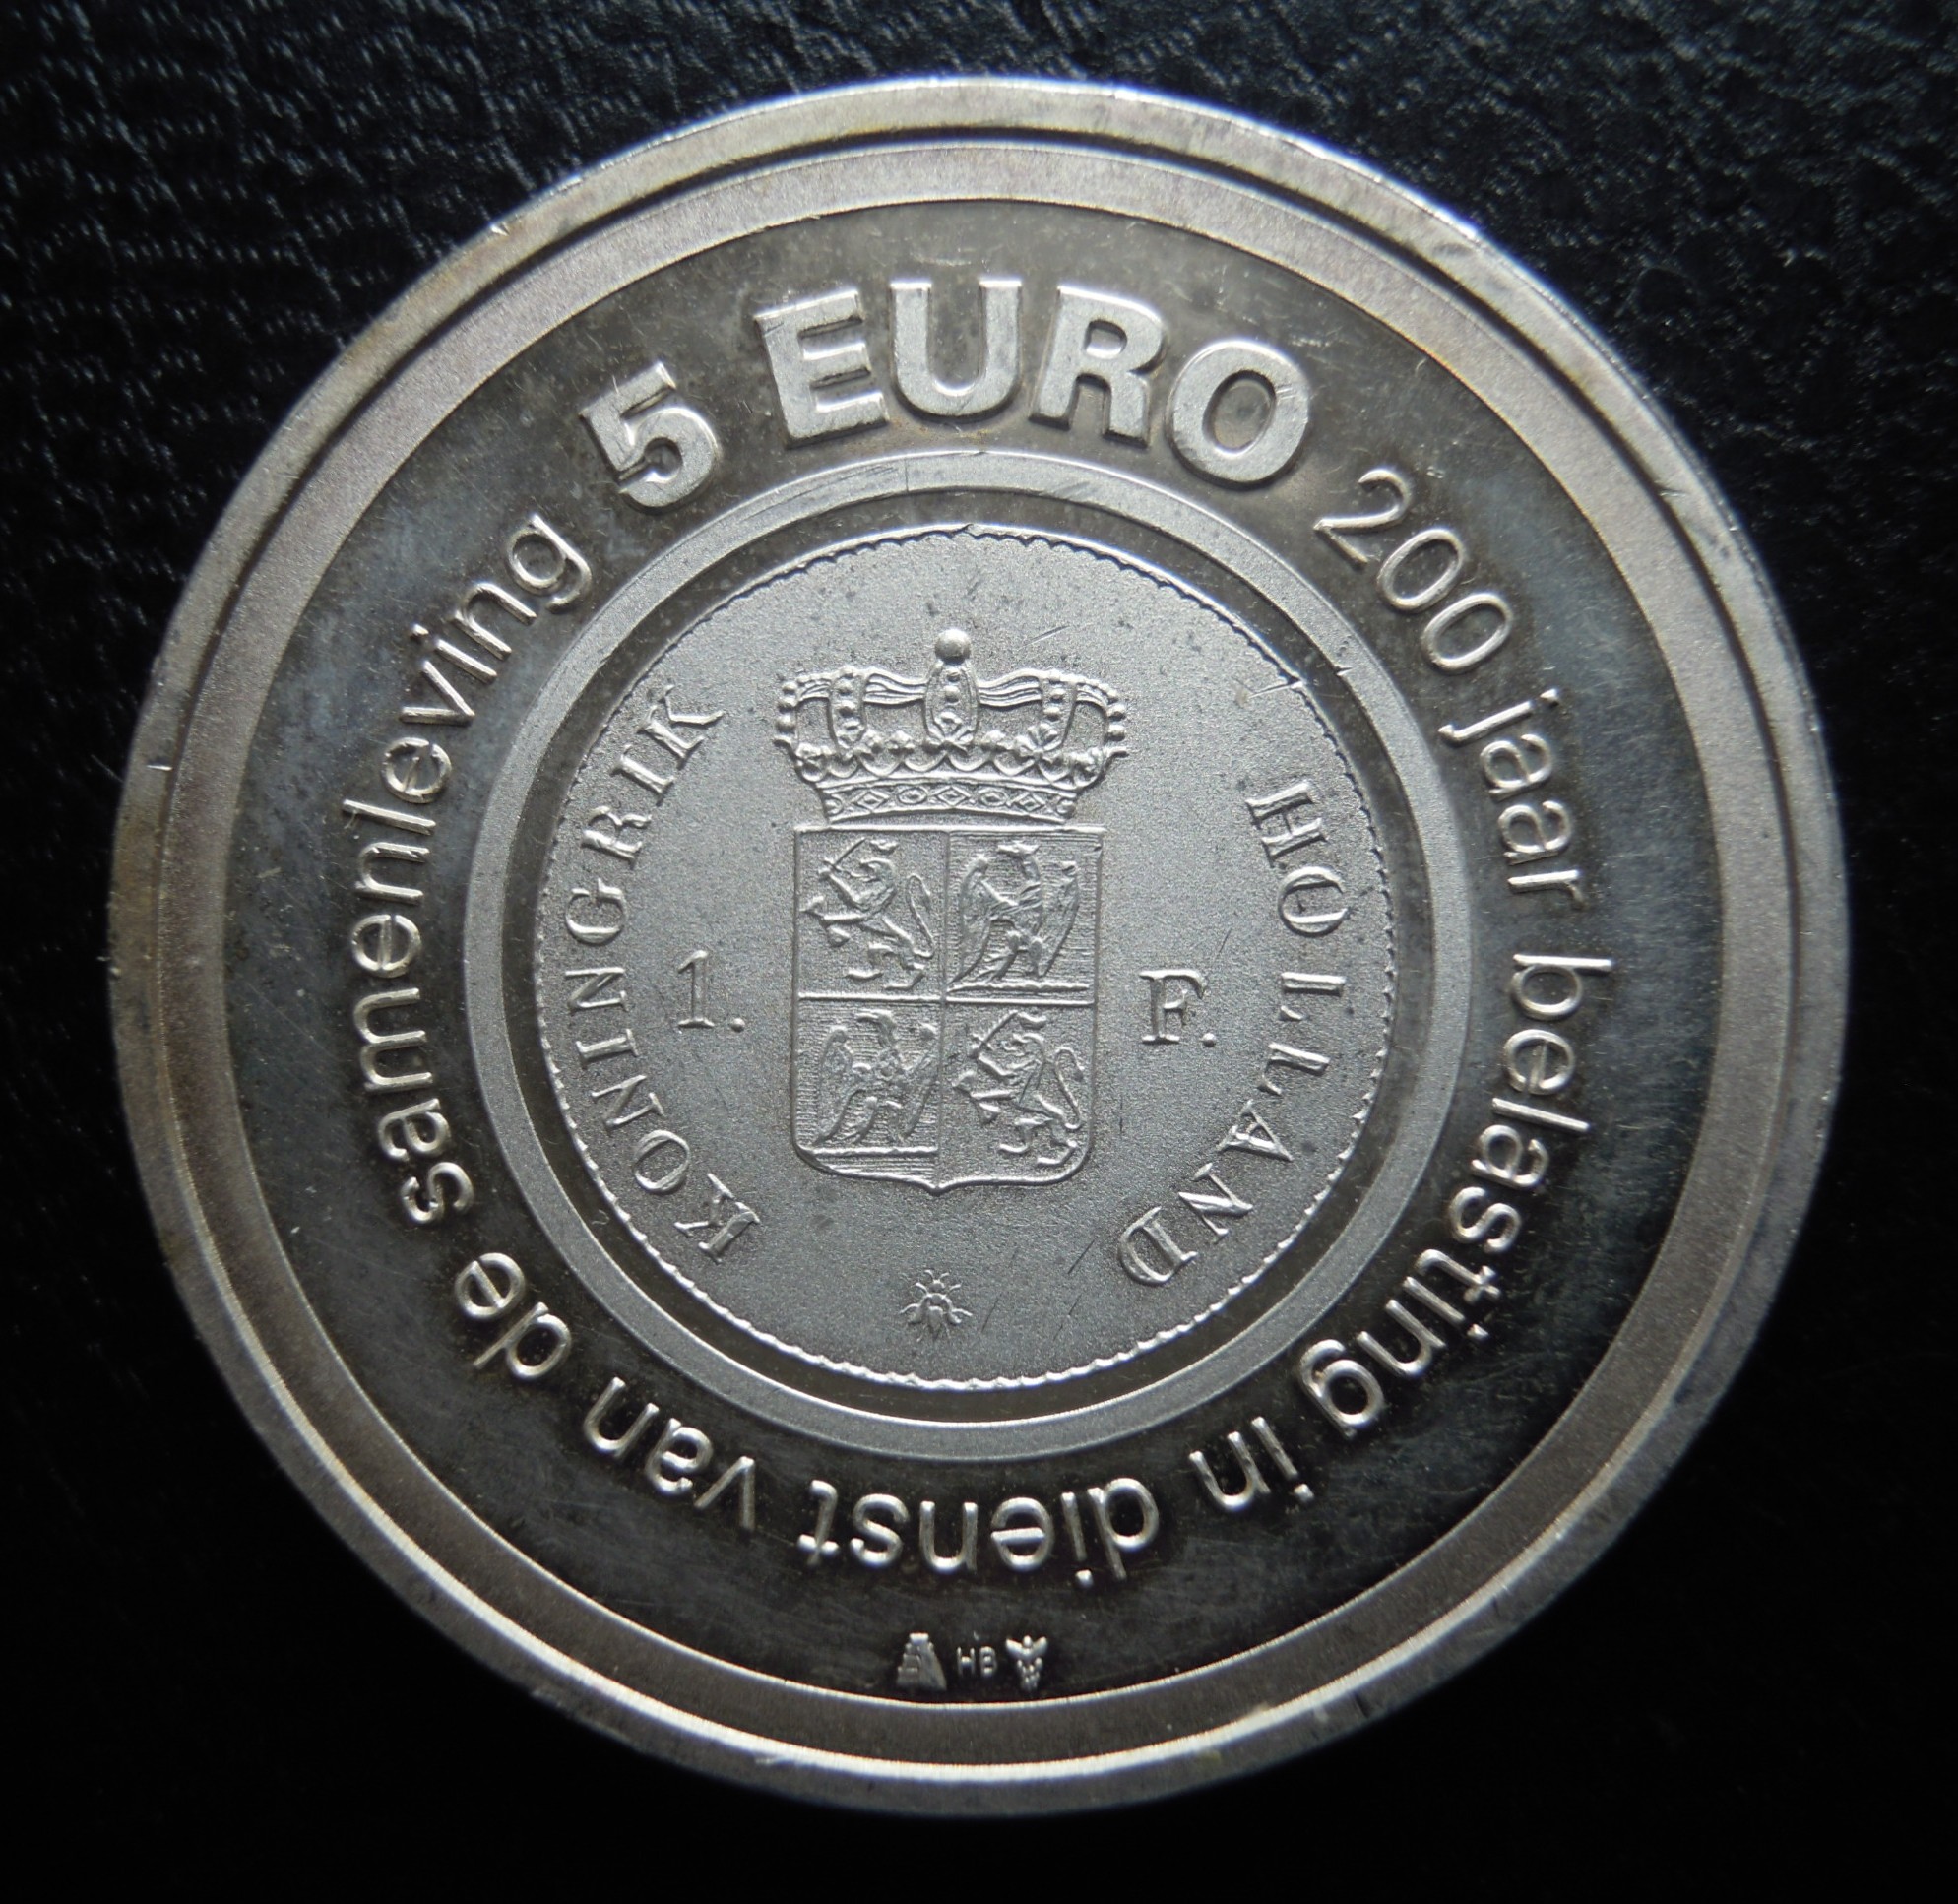 5 EURO 200 jaar belasting in dienst van de samenleving
KONINGRIK HOLLAND
1. F.
HB